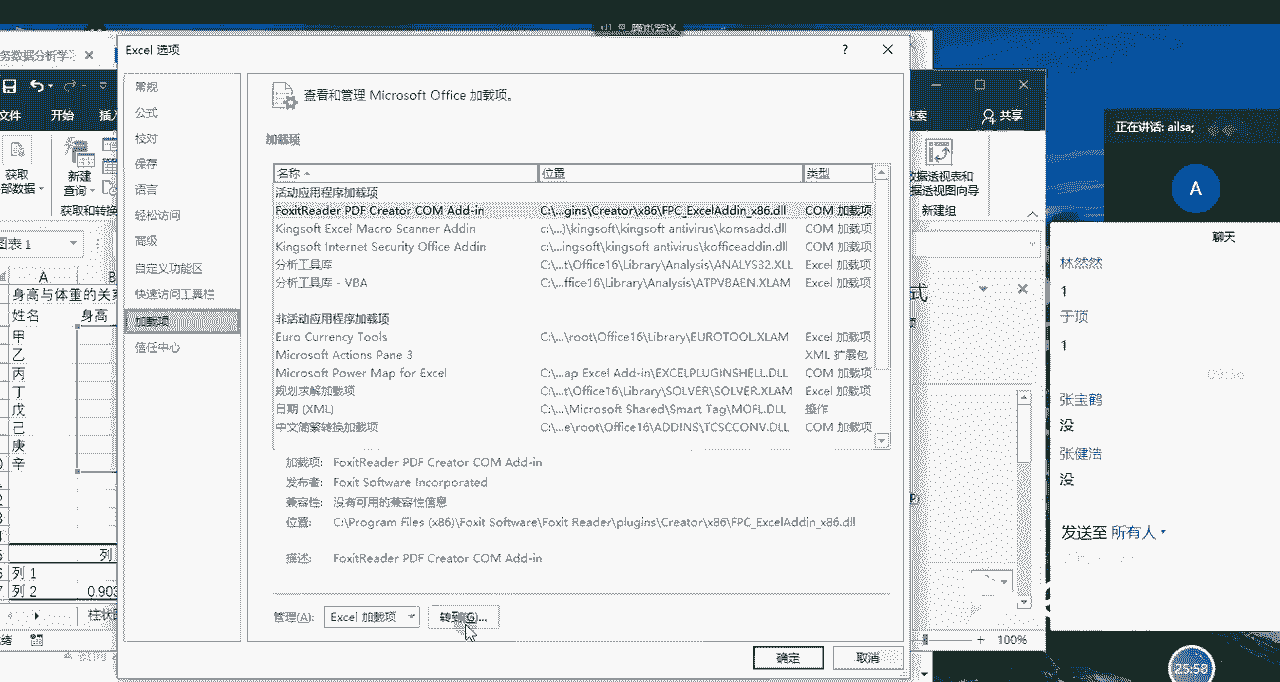 腾讯会议
务数据分析学
Excel 选项
?
文件
开始
插入
搜索
共享
获取
部数据
新建
查询
获取和转换
数据透视表和
数据透视图向导
新建组
图表 1
常规
公式
校对
保存
语言
轻松访问
高级
自定义功能区
快速访问工具栏
加载项
信任中心
查看和管理 Microsoft Office 加载项。
加载项
名称 位置 类型
活动应用程序加载项
FoxitReader PDF Creator COM Add-in C:\...gins\Creator\x86\FPC_ExcelAddin_x86.dll COM 加载项
Kingsoft Excel Macro Scanner Addin c:\...)\kingsoft\kingsoft antivirus\komsadd.dll COM 加载项
Kingsoft Internet Security Office Addin c:\...ingsoft\kingsoft antivirus\kofficeaddin.dll COM 加载项
分析工具库 C:\...t\Office16\Library\Analysis\ANALYS32.XLL Excel 加载项
分析工具库 - VBA C:\...ffice16\Library\Analysis\ATPVBAEN.XLAM Excel 加载项
非活动应用程序加载项
Euro Currency Tools C:\...\root\Office16\Library\EUROTOOL.XLAM Excel 加载项
Microsoft Actions Pane 3 XML 扩展包
Microsoft Power Map for Excel C:\...ap Excel Add-in\EXCELPLUGINSHELL.DLL COM 加载项
规划求解加载项 C:\...t\Office16\Library\SOLVER\SOLVER.XLAM Excel 加载项
日期 (XML) C:\...\Microsoft Shared\Smart Tag\MOFL.DLL 操作
中文简繁转换加载项 C:\...e\root\Office16\ADDINS\TCSCCONV.DLL COM 加载项
加载项: FoxitReader PDF Creator COM Add-in
发布者: Foxit Software Incorporated
兼容性: 没有可用的兼容性信息
位置: C:\Program Files (x86)\Foxit Software\Foxit Reader\plugins\Creator\x86\FPC_ExcelAddin_x86.dll
描述: FoxitReader PDF Creator COM Add-in
管理(A): Excel 加载项 转到(G)...
确定 取消
A B
身高与体重的关系
姓名 身高
甲
乙
丙
丁
戊
己
庚
辛
列
列 1
列 2 0.903
柱状
式
100%
正在讲话: ailsa;
A
聊天
林然然
1
于顶
1
张宝鹤
没
张健浩
没
发送至 所有人
25:58